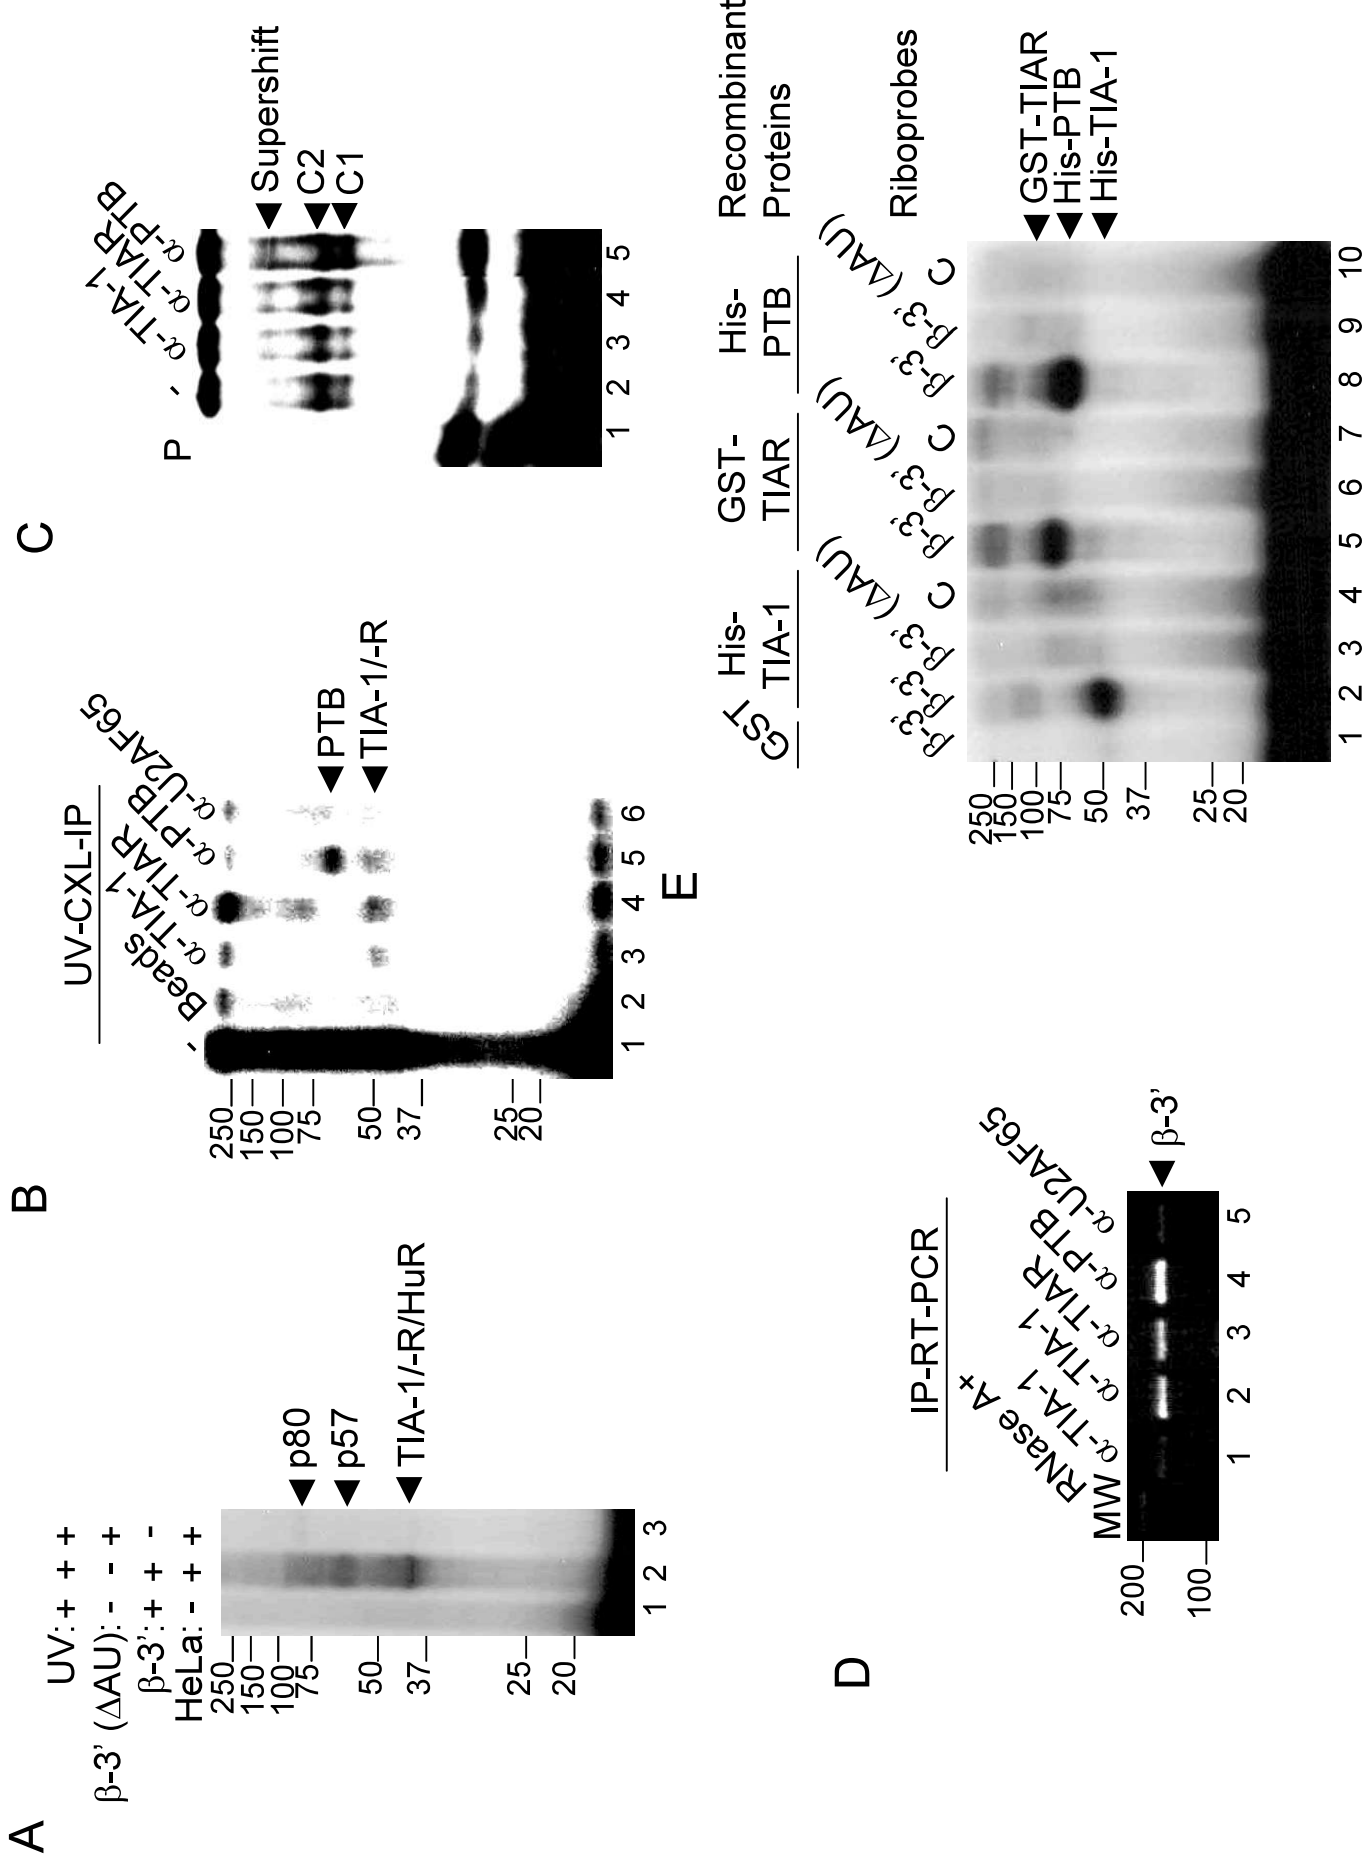 A
UV: + + +
β-3' (ΔAU): - - +
β-3': + + -
HeLa: - + +
250
150
100
75
50
37
25
20
p80
p57
TIA-1/-R/HuR
1 2 3
B
UV-CXL-IP
- Beads α-TIA-1 α-TIAR α-PTB α-U2AF65
250
150
100
75
50
37
25
20
PTB
TIA-1/-R
1 2 3 4 5 6
C
P - α-TIA-1 α-TIAR α-PTB
Supershift
C2
C1
1 2 3 4 5
D
IP-RT-PCR
RNase A+
MW α-TIA-1 α-TIA-1 α-TIAR α-PTB α-U2AF65
200
100
β-3'
1 2 3 4 5
E
GST His-TIA-1 GST-TIAR His-PTB Recombinant Proteins
β-3' β-3' β-3' (ΔAU) C β-3' β-3' (ΔAU) C β-3' β-3' (ΔAU) C Riboprobes
250
150
100
75
50
37
25
20
GST-TIAR
His-PTB
His-TIA-1
1 2 3 4 5 6 7 8 9 10